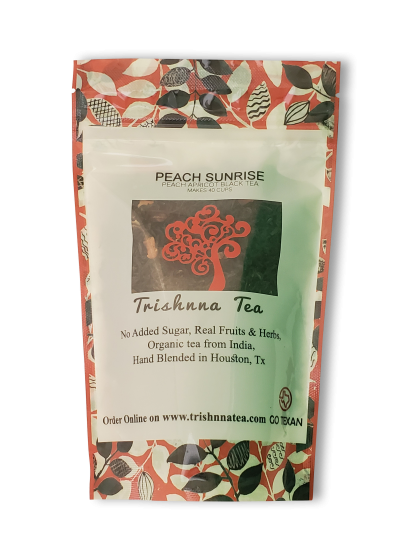 PEACH SUNRISE
PEACH APRICOT BLACK TEA
MAKES 40 CUPS
Trishnna Tea
No Added Sugar, Real Fruits & Herbs,
Organic tea from India,
Hand Blended in Houston, Tx
Order Online on www.trishnnatea.com GO TEXAN